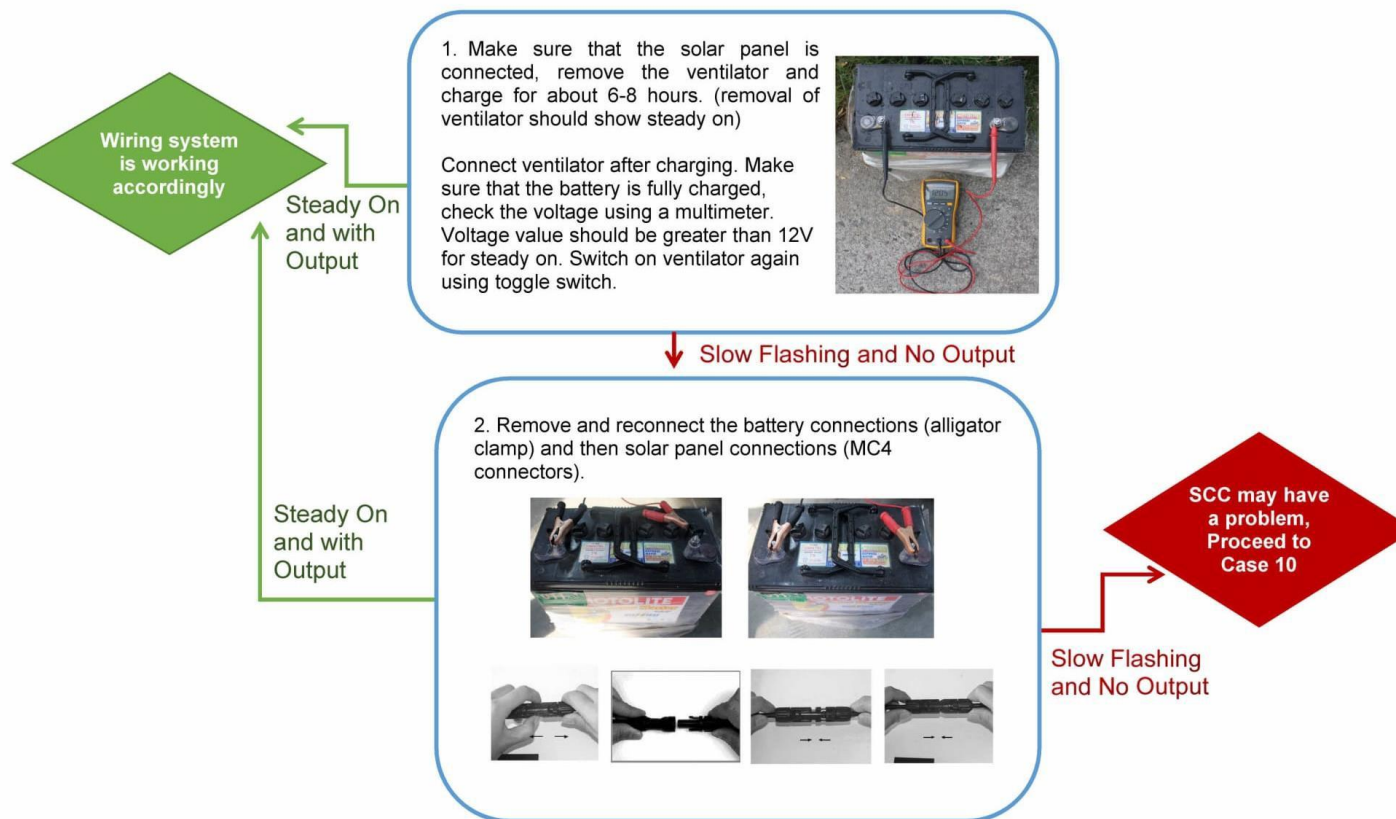 1. Make sure that the solar panel is
connected, remove the ventilator and
charge for about 6-8 hours. (removal of
ventilator should show steady on)
Connect ventilator after charging. Make
sure that the battery is fully charged,
check the voltage using a multimeter.
Voltage value should be greater than 12V
for steady on. Switch on ventilator again
using toggle switch.
Wiring system
is working
accordingly
Steady On
and with
Output
Slow Flashing and No Output
2. Remove and reconnect the battery connections (alligator
clamp) and then solar panel connections (MC4
connectors).
Steady On
and with
Output
SCC may have
a problem,
Proceed to
Case 10
Slow Flashing
and No Output